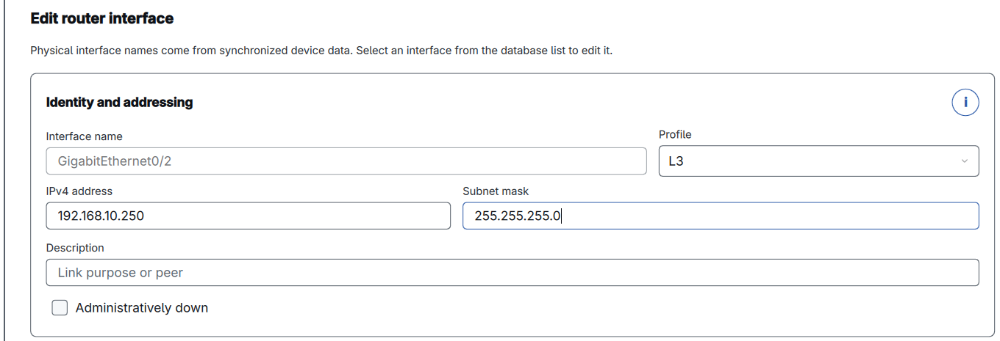 Edit router interface
Physical interface names come from synchronized device data. Select an interface from the database list to edit it.
Identity and addressing
i
Interface name
Profile
GigabitEthernet0/2
L3
IPv4 address
Subnet mask
192.168.10.250
255.255.255.0
Description
Link purpose or peer
Administratively down